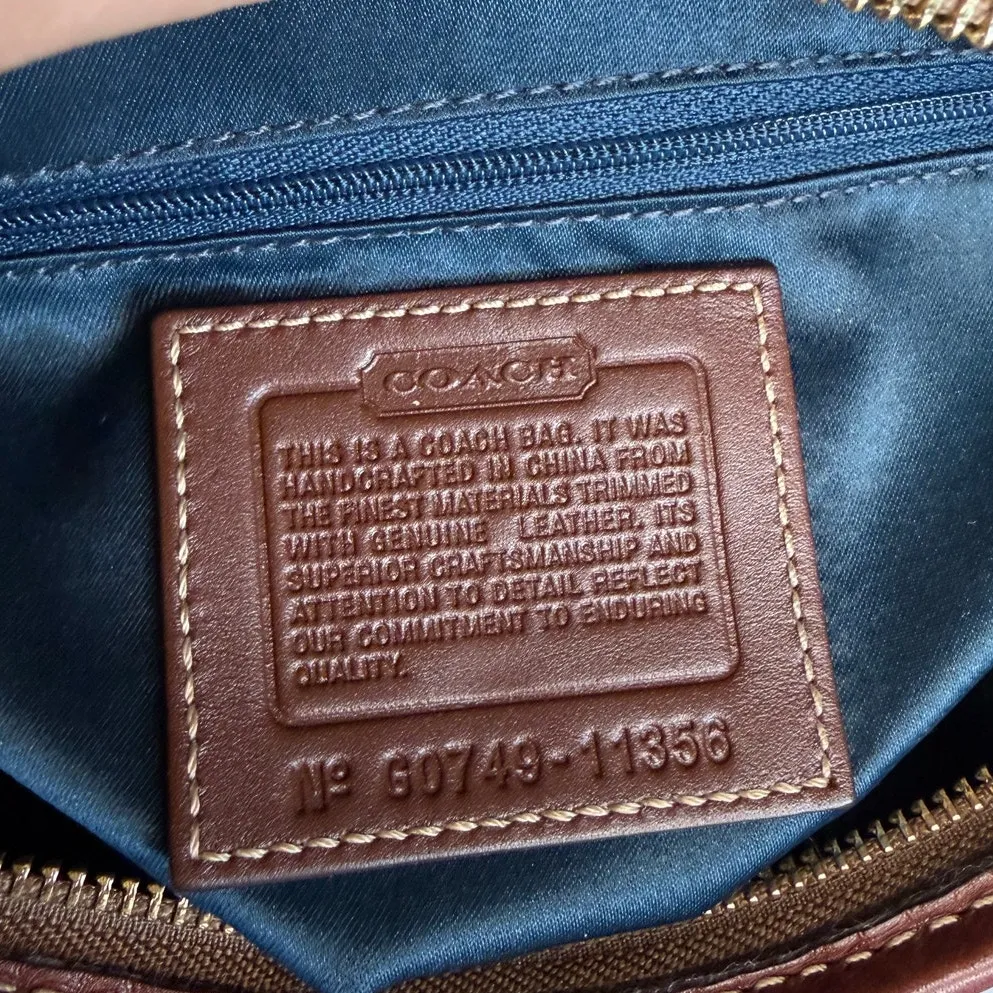 COACH
THIS IS A COACH BAG. IT WAS
HANDCRAFTED IN CHINA FROM
THE FINEST MATERIALS TRIMMED
WITH GENUINE LEATHER. ITS
SUPERIOR CRAFTSMANSHIP AND
ATTENTION TO DETAIL REFLECT
OUR COMMITMENT TO ENDURING
QUALITY.
Nº G0749-11356